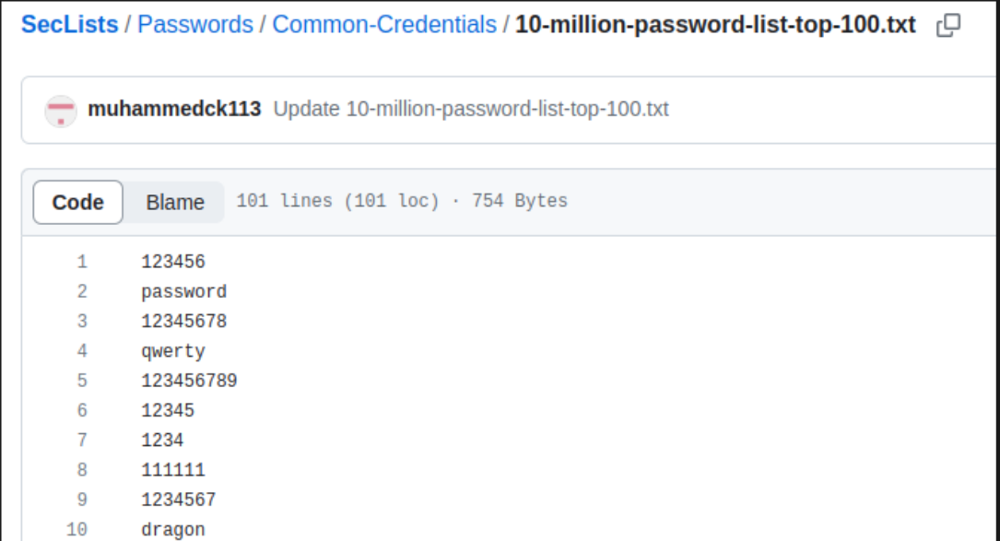 SecLists / Passwords / Common-Credentials / 10-million-password-list-top-100.txt
muhammedck113 Update 10-million-password-list-top-100.txt
Code Blame 101 lines (101 loc) · 754 Bytes
1 123456
2 password
3 12345678
4 qwerty
5 123456789
6 12345
7 1234
8 111111
9 1234567
10 dragon